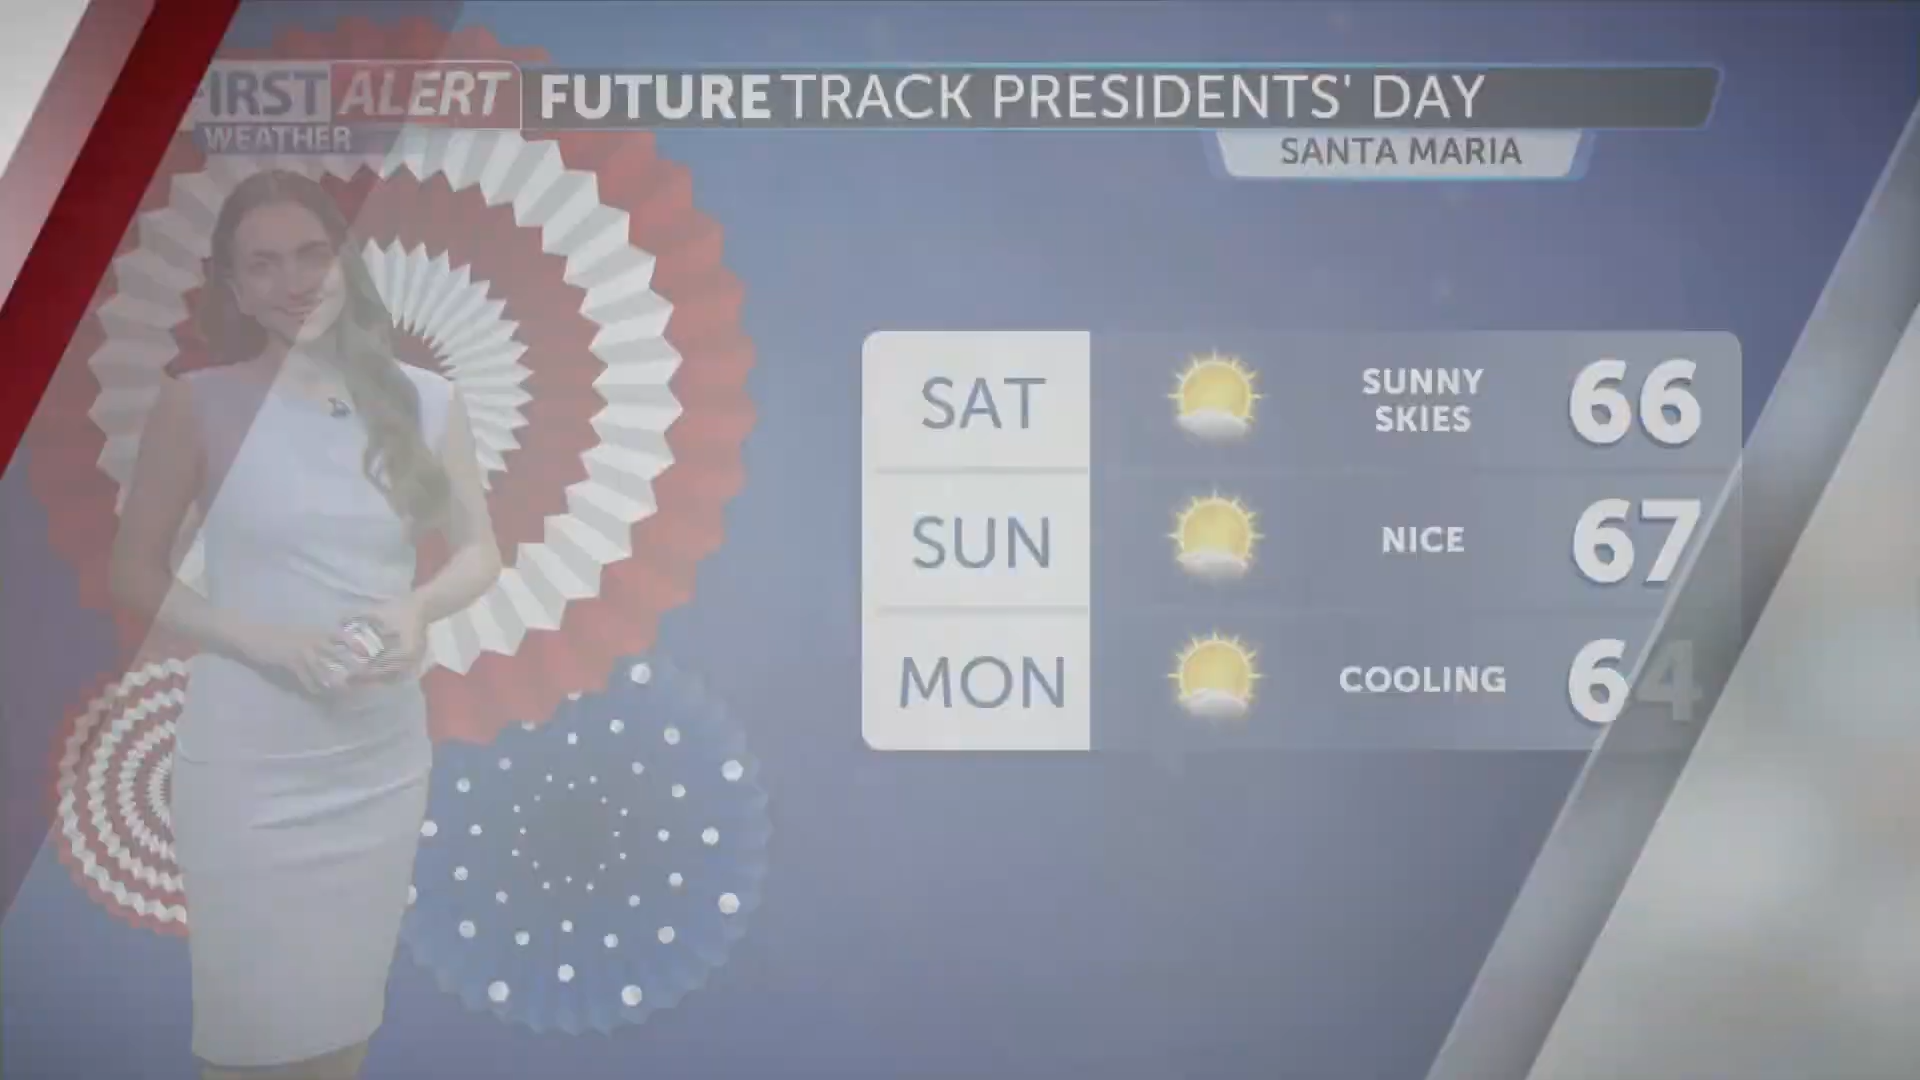 FIRST ALERT
WEATHER
FUTURE TRACK PRESIDENTS' DAY
SANTA MARIA
SAT
SUNNY
SKIES
66
SUN
NICE
67
MON
COOLING
64